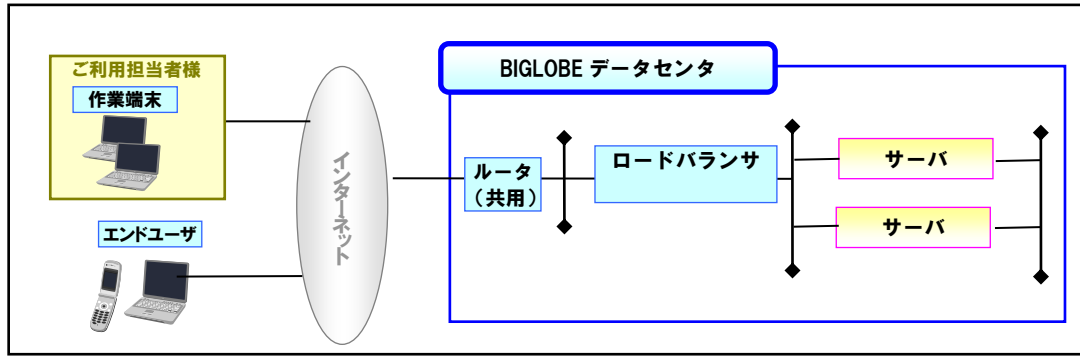 ご利用担当者様
作業端末
エンドユーザ
インターネット
BIGLOBE データセンタ
ルータ
（共用）
ロードバランサ
サーバ
サーバ